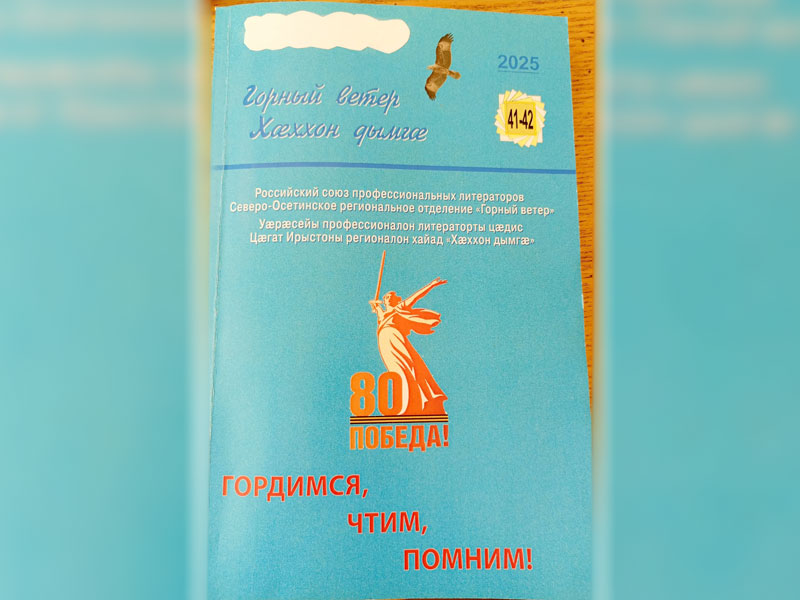 2025
Горный ветер
Хæххон дымгæ
41-42
Российский союз профессиональных литераторов
Северо-Осетинское региональное отделение «Горный ветер»
Уæрæсейы профессионалон литераторты цæдис
Цæгат Ирыстоны регионалон хайад «Хæххон дымгæ»
80
ПОБЕДА!
ГОРДИМСЯ,
ЧТИМ,
ПОМНИМ!